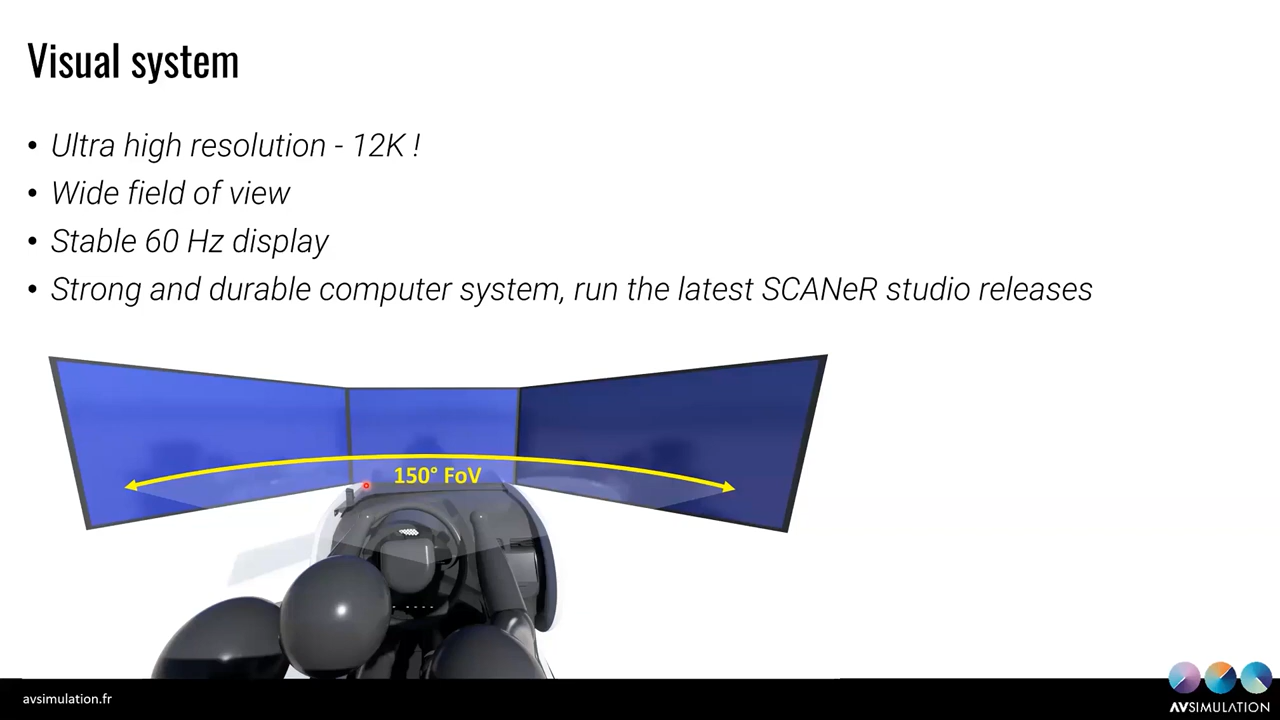 Visual system
• Ultra high resolution - 12K !
• Wide field of view
• Stable 60 Hz display
• Strong and durable computer system, run the latest SCANeR studio releases
150° FoV
avsimulation.fr
AVSIMULATION